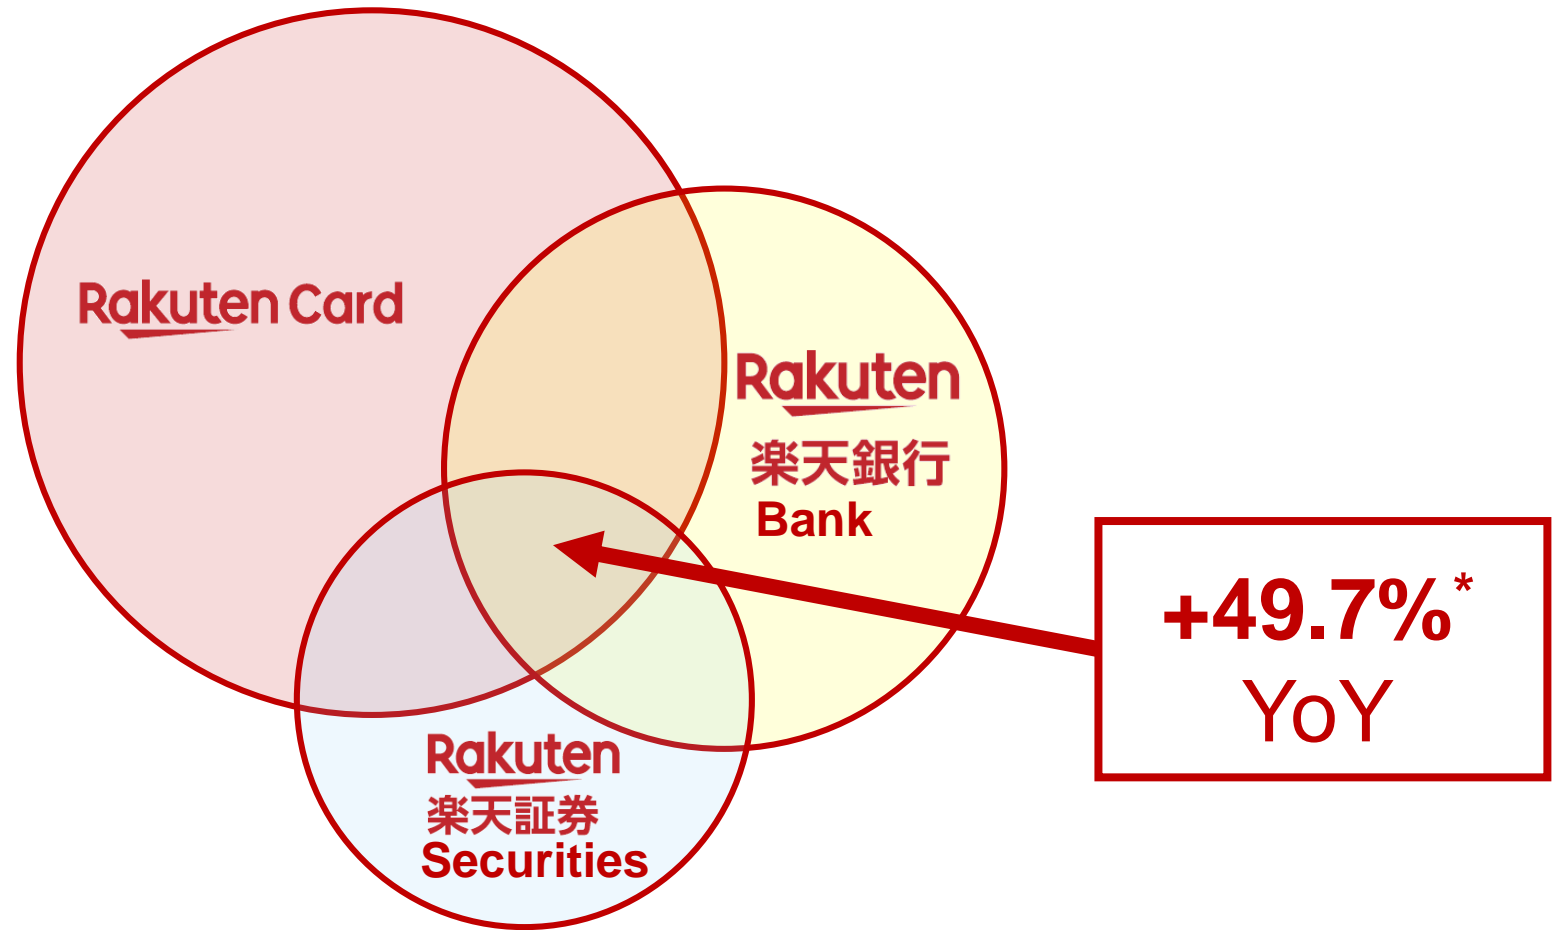 Rakuten Card
Rakuten
楽天銀行
Bank
+49.7%*
YoY
Rakuten
楽天証券
Securities